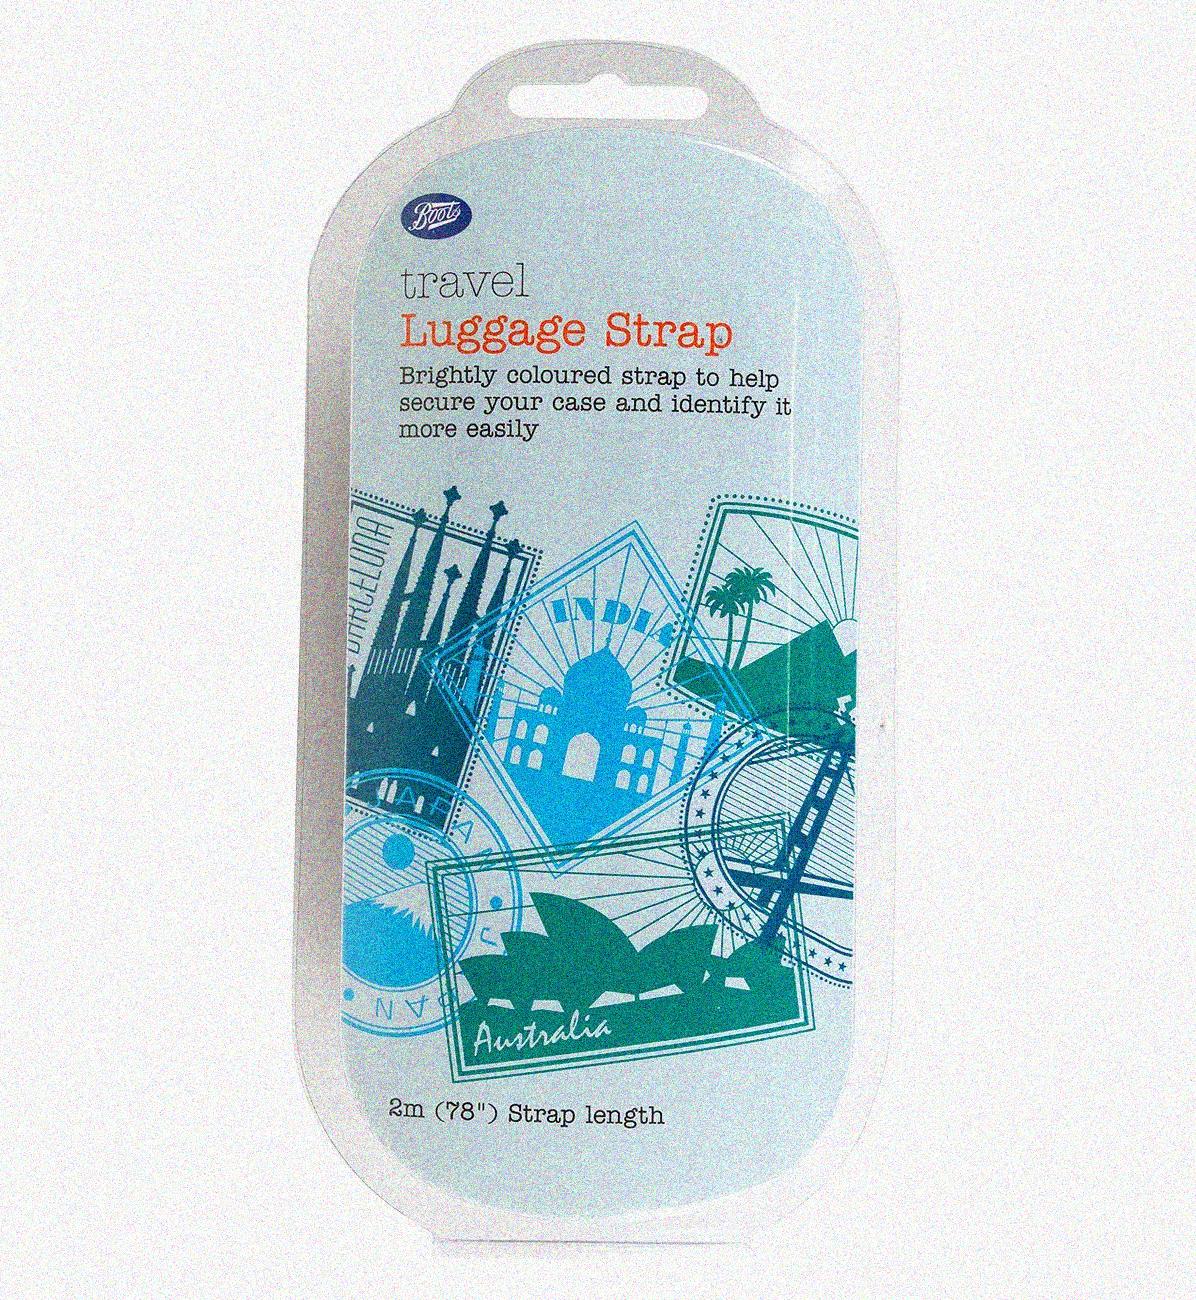 Boots
travel
Luggage Strap
Brightly coloured strap to help
secure your case and identify it
more easily
BARCELONA
INDIA
JAPAN
JAPAN
Australia
2m (78") Strap length